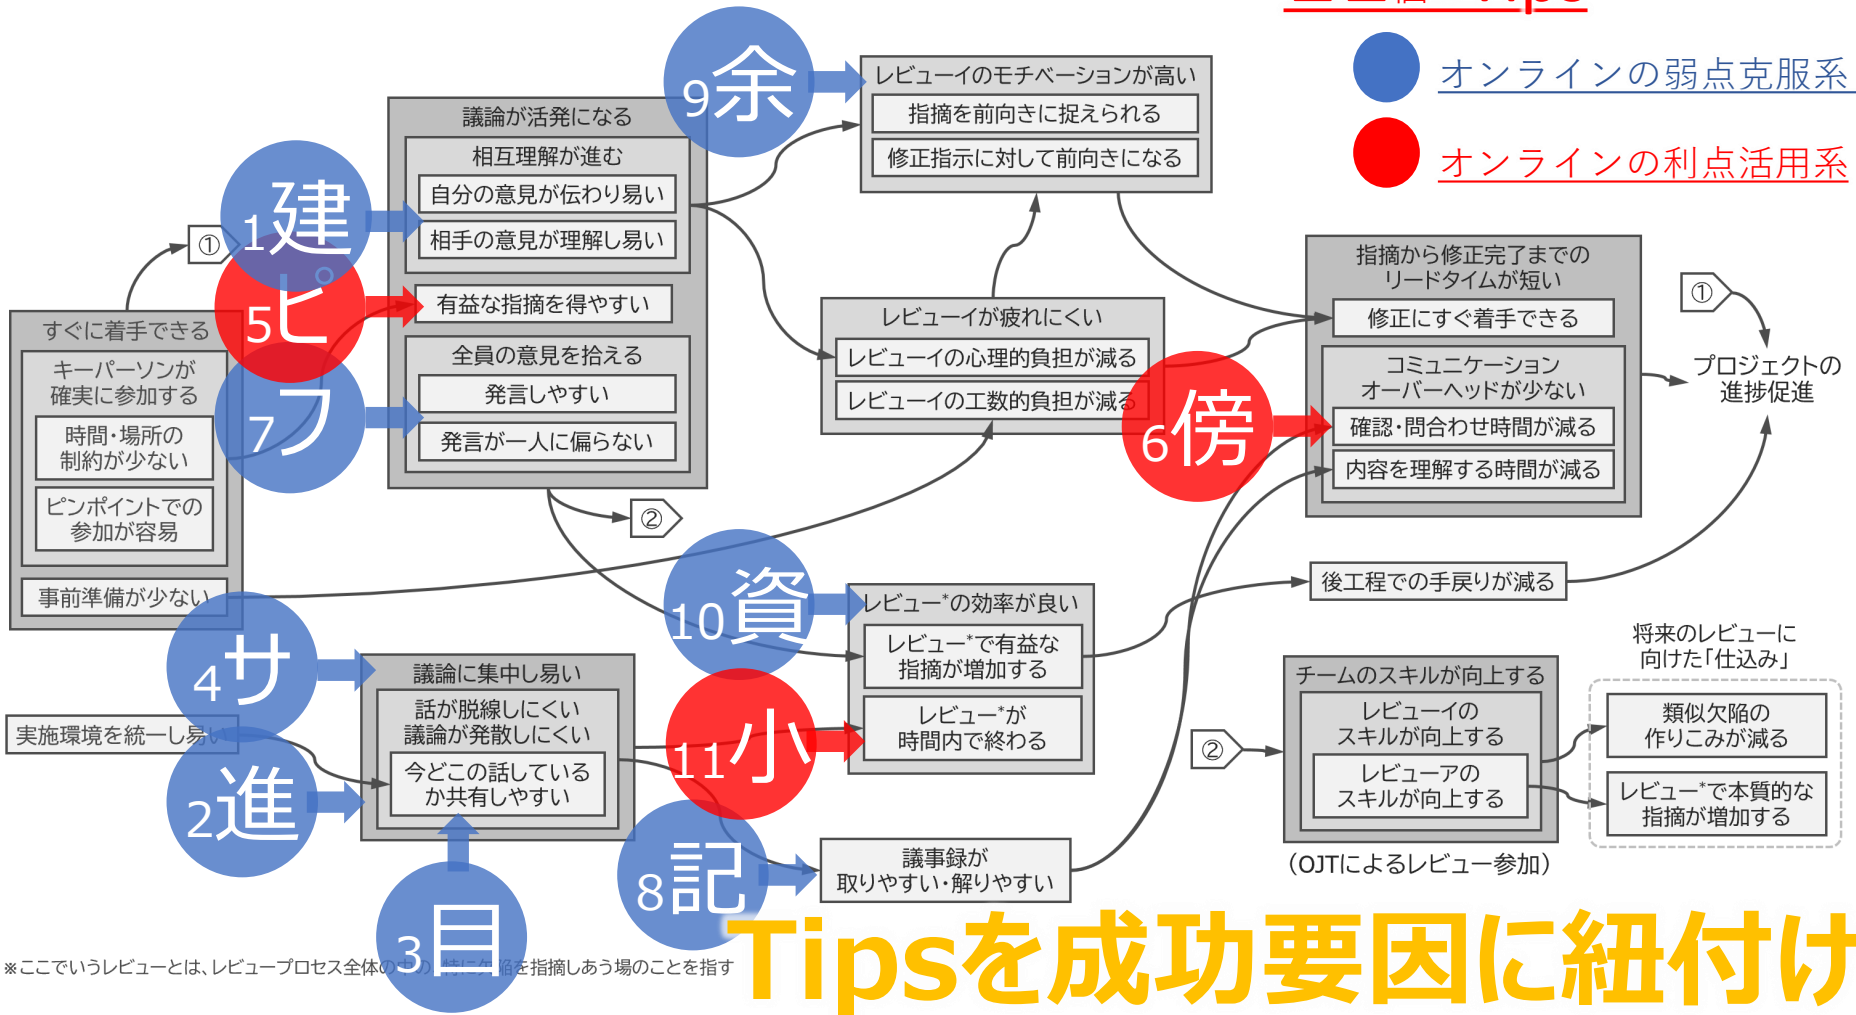 Tips
オンラインの弱点克服系
オンラインの利点活用系
9余
レビューイのモチベーションが高い
指摘を前向きに捉えられる
修正指示に対して前向きになる
議論が活発になる
相互理解が進む
自分の意見が伝わり易い
相手の意見が理解し易い
有益な指摘を得やすい
全員の意見を拾える
発言しやすい
発言が一人に偏らない
1建
①
5ピ
7フ
すぐに着手できる
キーパーソンが
確実に参加する
時間・場所の
制約が少ない
ピンポイントでの
参加が容易
事前準備が少ない
②
レビューイが疲れにくい
レビューイの心理的負担が減る
レビューイの工数的負担が減る
6傍
指摘から修正完了までの
リードタイムが短い
修正にすぐ着手できる
コミュニケーション
オーバーヘッドが少ない
確認・問合わせ時間が減る
内容を理解する時間が減る
①
プロジェクトの
進捗促進
後工程での手戻りが減る
10資
レビュー*の効率が良い
レビュー*で有益な
指摘が増加する
レビュー*が
時間内で終わる
11小
4サ
実施環境を統一し易い
2進
議論に集中し易い
話が脱線しにくい
議論が発散しにくい
今どこの話している
か共有しやすい
3目
8記
議事録が
取りやすい・解りやすい
②
チームのスキルが向上する
レビューイの
スキルが向上する
レビューアの
スキルが向上する
（OJTによるレビュー参加）
将来のレビューに
向けた「仕込み」
類似欠陥の
作りこみが減る
レビュー*で本質的な
指摘が増加する
※ここでいうレビューとは、レビュープロセス全体の中の、特に欠陥を指摘しあう場のことを指す
Tipsを成功要因に紐付け